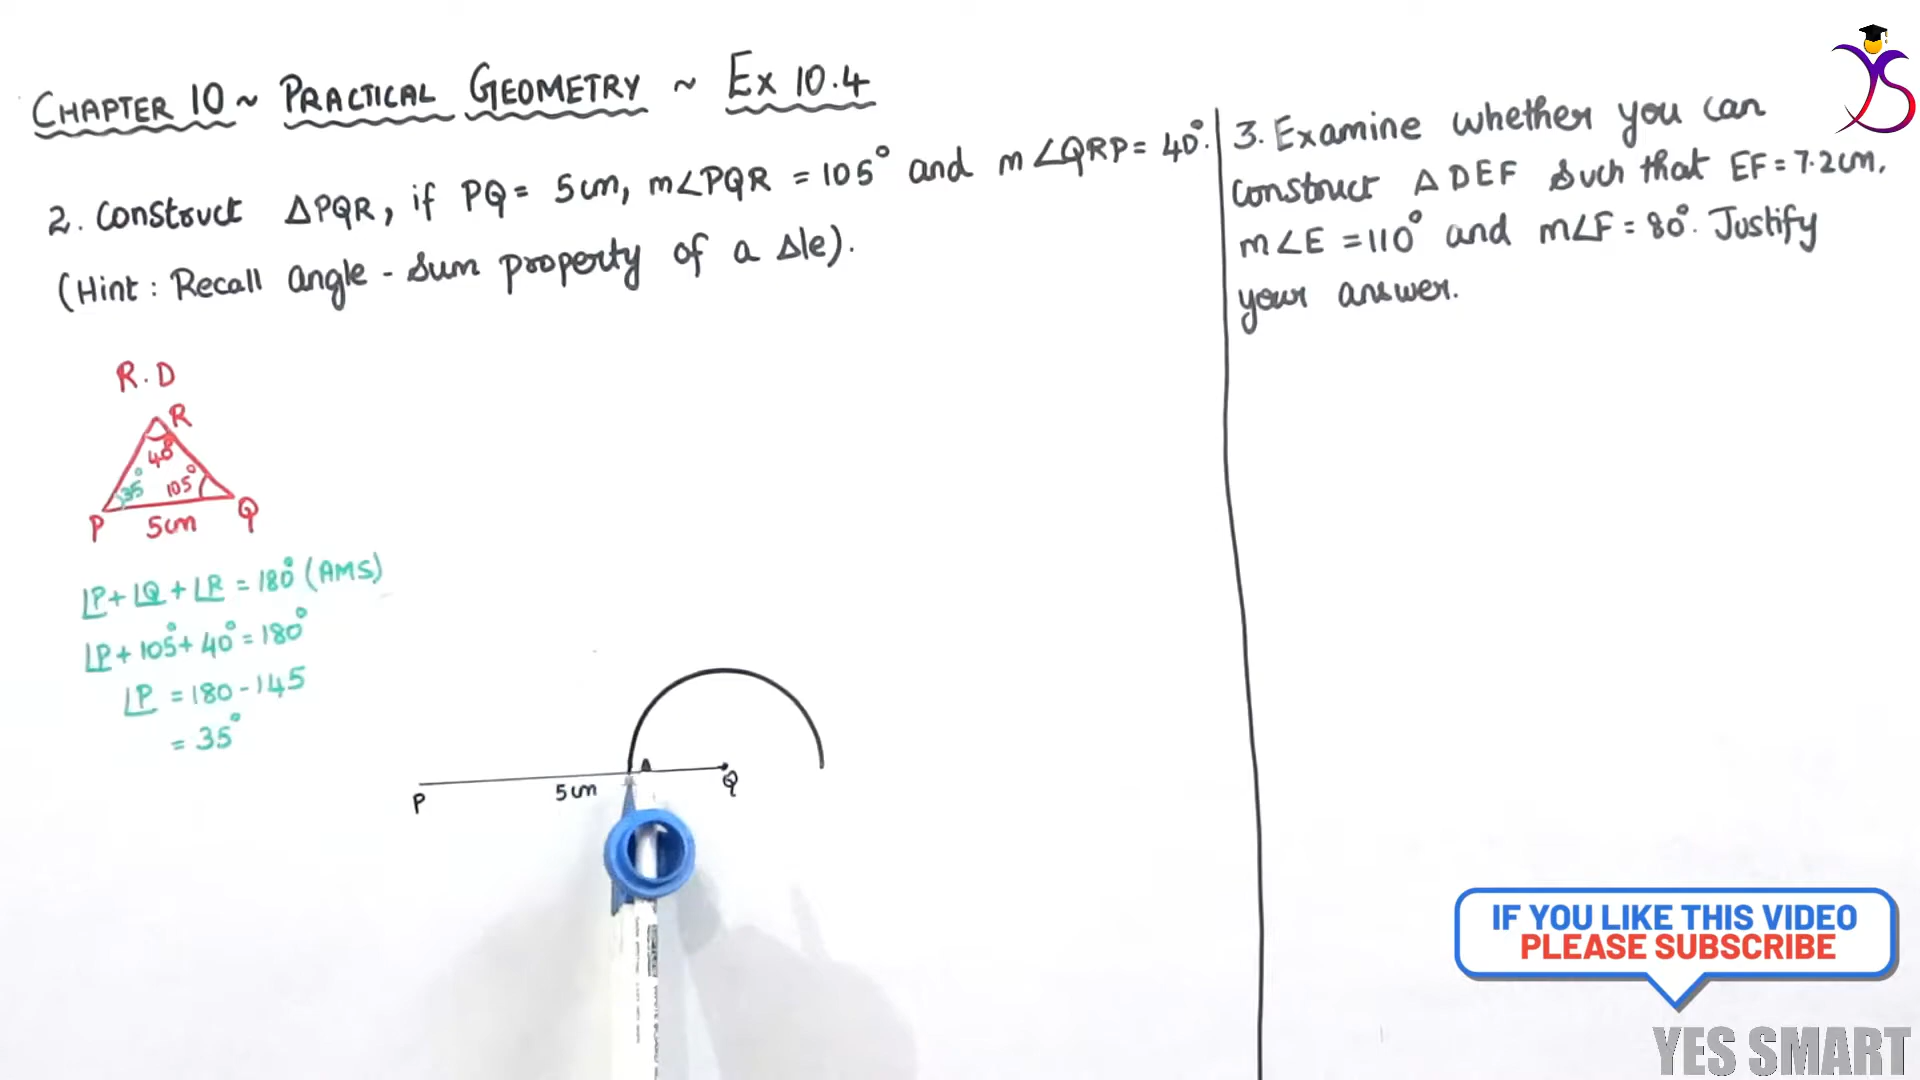 CHAPTER 10 ~ PRACTICAL GEOMETRY ~ Ex 10.4
2. Construct ΔPQR, if PQ = 5cm, m∠PQR = 105° and m∠QRP = 40°.
(Hint : Recall angle - sum property of a Δle).
3. Examine whether you can
construct ΔDEF such that EF = 7.2cm,
m∠E = 110° and m∠F = 80°. Justify
your answer.
R.D
R
40°
35° 105°
P 5cm Q
∠P + ∠Q + ∠R = 180° (AMS)
∠P + 105° + 40° = 180°
∠P = 180 - 145
= 35°
P 5cm Q
IF YOU LIKE THIS VIDEO
PLEASE SUBSCRIBE
YES SMART